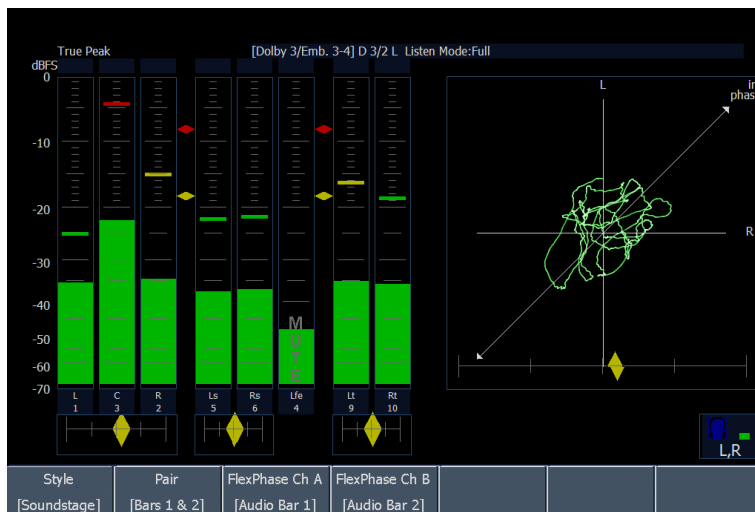 True Peak [Dolby 3/Emb. 3-4] D 3/2 L Listen Mode:Full
dBFS
0
-10
-20
-30
-40
-50
-60
-70
MUTE
L C R Ls Rs Lfe Lt Rt
1 3 2 5 6 4 9 10
L
in
phas
R
L,R
Style Pair FlexPhase Ch A FlexPhase Ch B
[Soundstage] [Bars 1 & 2] [Audio Bar 1] [Audio Bar 2]